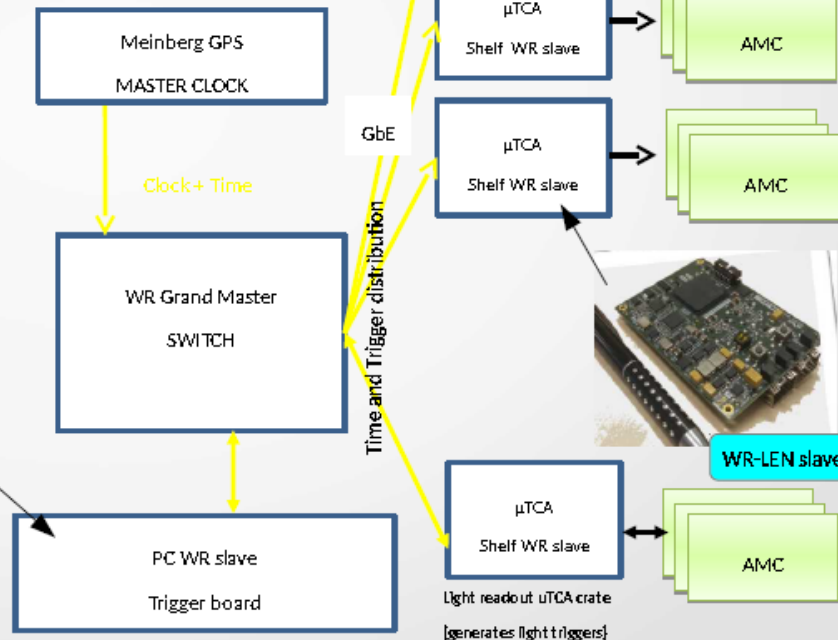 Meinberg GPS
MASTER CLOCK
Clock + Time
WR Grand Master
SWITCH
PC WR slave
Trigger board
GbE
Time and Trigger distribution
µTCA
Shelf WR slave
AMC
µTCA
Shelf WR slave
AMC
WR-LEN slave
µTCA
Shelf WR slave
AMC
Light readout uTCA crate
[generates light triggers}